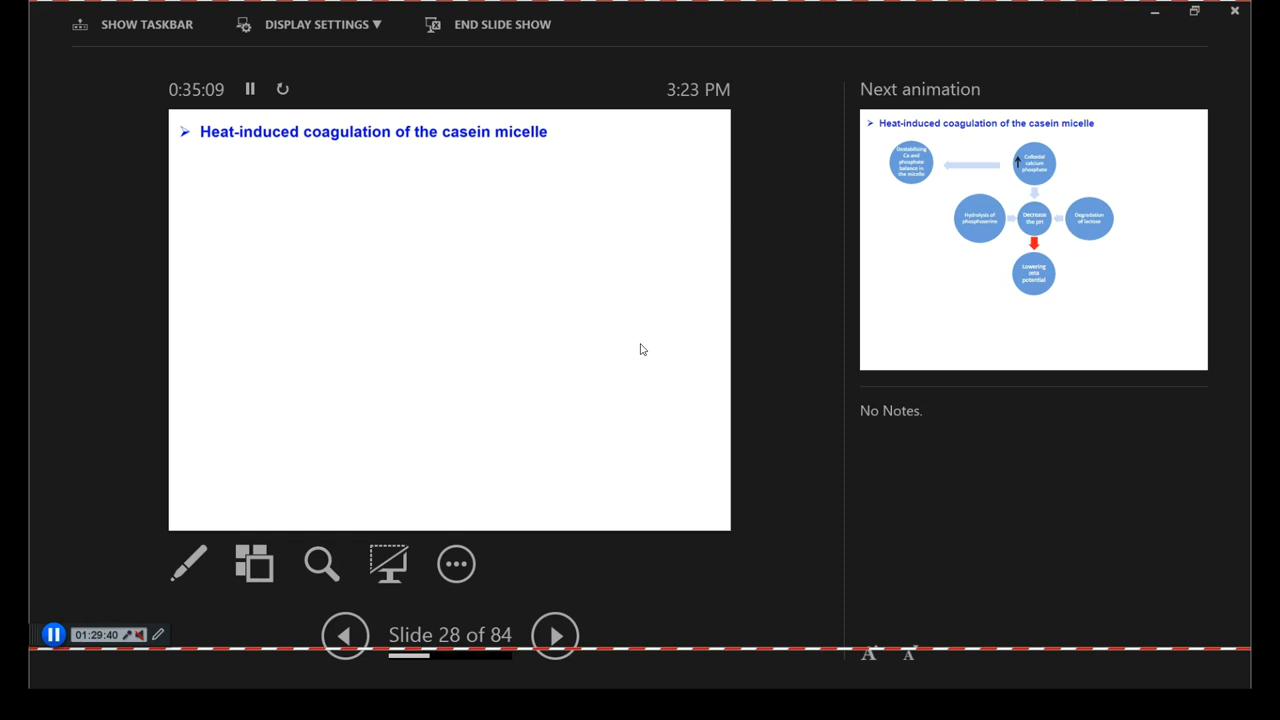 SHOW TASKBAR
DISPLAY SETTINGS ▼
END SLIDE SHOW
0:35:09
3:23 PM
Heat-induced coagulation of the casein micelle
Next animation
Heat-induced coagulation of the casein micelle
Unstabilising
Ca and
phosphate
balance in
the micelle
Colloidal
calcium
phosphate
Hydrolysis of
phosphoserine
Decrease
the pH
Degradation
of lactose
Lowering
zeta
potential
No Notes.
01:29:40
Slide 28 of 84
A
A